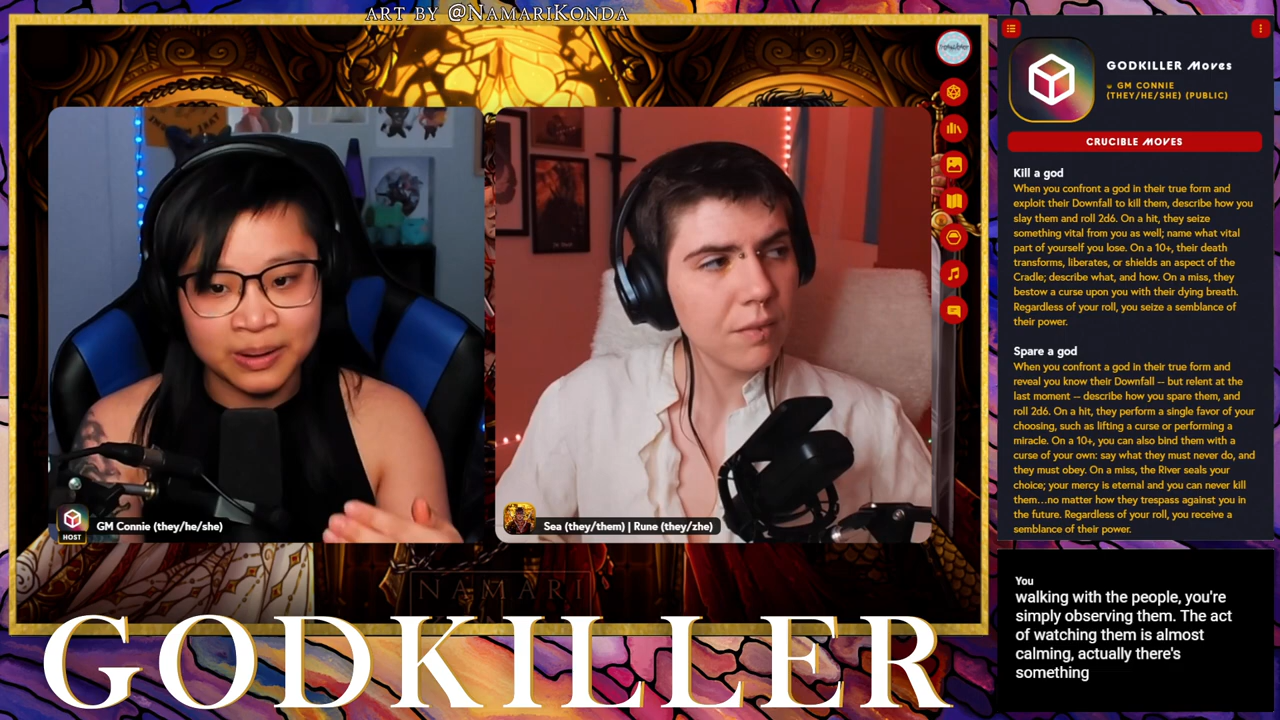 ART BY @NAMARIKONDA
GODKILLER Moves
GM CONNIE
(THEY/HE/SHE) (PUBLIC)
CRUCIBLE MOVES
Kill a god
When you confront a god in their true form and
exploit their Downfall to kill them, describe how you
slay them and roll 2d6. On a hit, they seize
something vital from you as well; name what vital
part of yourself you lose. On a 10+, their death
transforms, liberates, or shields an aspect of the
Cradle; describe what, and how. On a miss, they
bestow a curse upon you with their dying breath.
Regardless of your roll, you seize a semblance of
their power.
Spare a god
When you confront a god in their true form and
reveal you know their Downfall — but relent at the
last moment — describe how you spare them, and
roll 2d6. On a hit, they perform a single favor of your
choosing, such as lifting a curse or performing a
miracle. On a 10+, you can also bind them with a
curse of your own: say what they must never do, and
they must obey. On a miss, the River seals your
choice; your mercy is eternal and you can never kill
them...no matter how they trespass against you in
the future. Regardless of your roll, you receive a
semblance of their power.
HOST
GM Connie (they/he/she)
Sea (they/them) | Rune (they/zhe)
NAMARI
GODKILLER
You
walking with the people, you're
simply observing them. The act
of watching them is almost
calming, actually there's
something